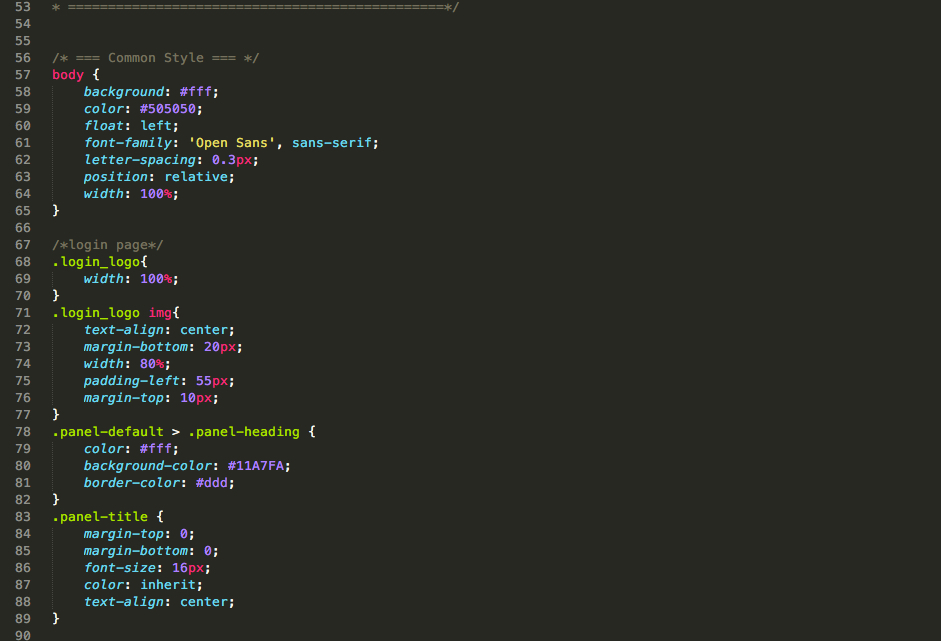 53 * ===============================================*/
54
55
56 /* === Common Style === */
57 body {
58     background: #fff;
59     color: #505050;
60     float: left;
61     font-family: 'Open Sans', sans-serif;
62     letter-spacing: 0.3px;
63     position: relative;
64     width: 100%;
65 }
66
67 /*login page*/
68 .login_logo{
69     width: 100%;
70 }
71 .login_logo img{
72     text-align: center;
73     margin-bottom: 20px;
74     width: 80%;
75     padding-left: 55px;
76     margin-top: 10px;
77 }
78 .panel-default > .panel-heading {
79     color: #fff;
80     background-color: #11A7FA;
81     border-color: #ddd;
82 }
83 .panel-title {
84     margin-top: 0;
85     margin-bottom: 0;
86     font-size: 16px;
87     color: inherit;
88     text-align: center;
89 }
90